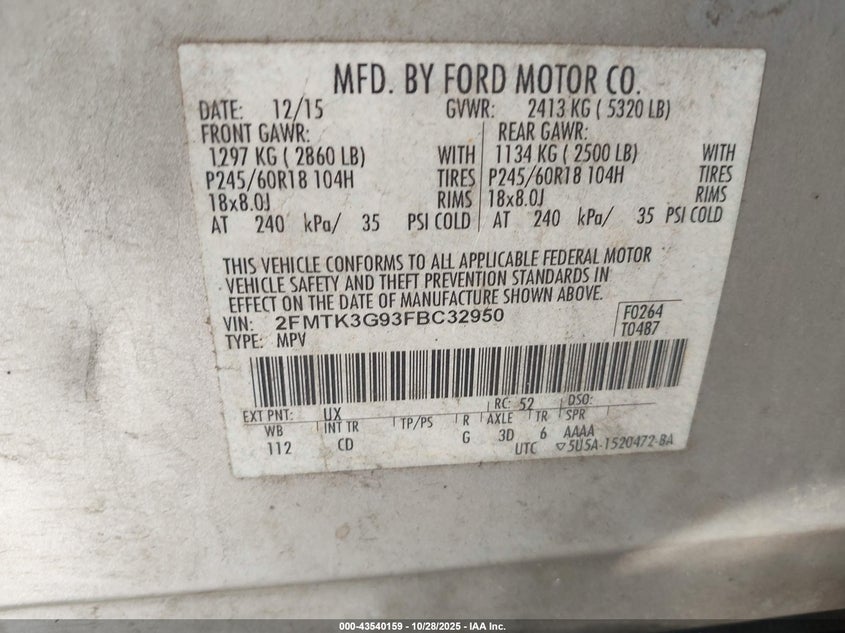 MFD. BY FORD MOTOR CO.
DATE: 12/15 GVWR: 2413 KG ( 5320 LB)
FRONT GAWR: REAR GAWR:
1297 KG ( 2860 LB) WITH 1134 KG ( 2500 LB) WITH
P245/60R18 104H TIRES P245/60R18 104H TIRES
18x8.0J RIMS 18x8.0J RIMS
AT 240 kPa/ 35 PSI COLD AT 240 kPa/ 35 PSI COLD
THIS VEHICLE CONFORMS TO ALL APPLICABLE FEDERAL MOTOR
VEHICLE SAFETY AND THEFT PREVENTION STANDARDS IN
EFFECT ON THE DATE OF MANUFACTURE SHOWN ABOVE.
VIN: 2FMTK3G93FBC32950 F0264
TYPE: MPV T0487
EXT PNT: UX RC: 52 DSO:
WB INT TR TP/PS R AXLE TR SPR
112 CD G 3D 6 AAAA
UTC ▽5U5A-1520472-BA
000-43540159 - 10/28/2025 - IAA Inc.